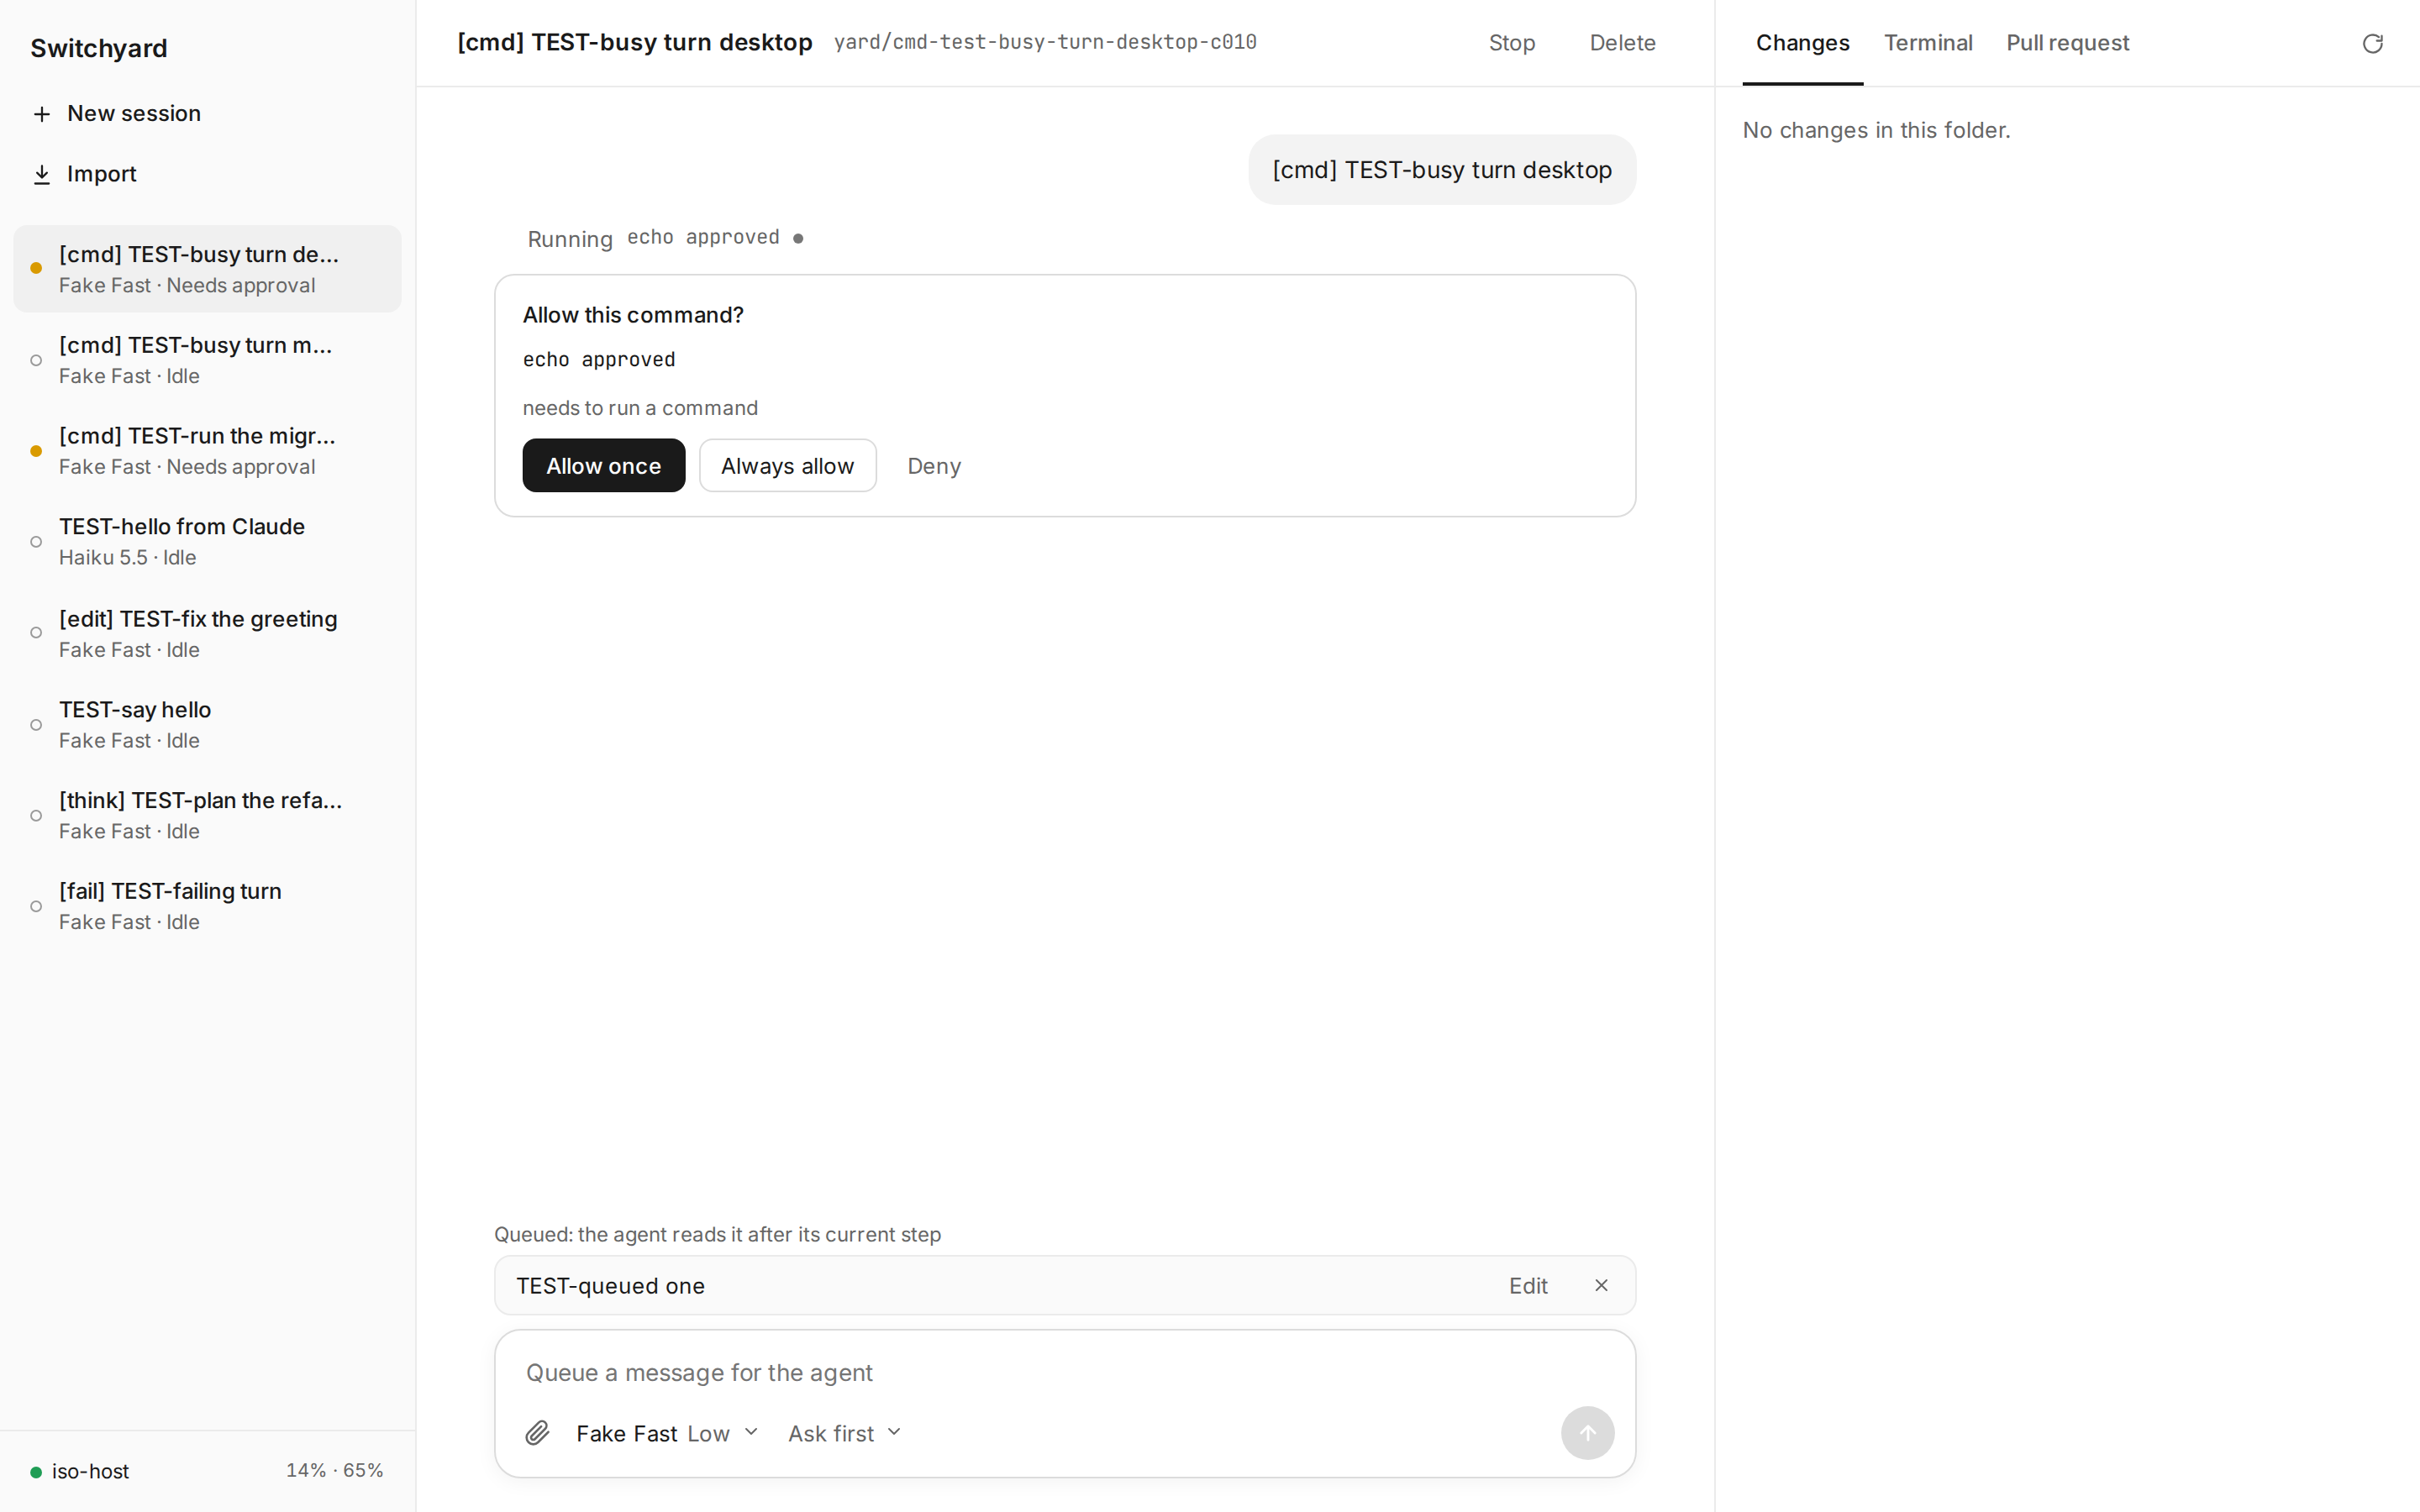 Switchyard
New session
Import
[cmd] TEST-busy turn de...
Fake Fast · Needs approval
[cmd] TEST-busy turn m...
Fake Fast · Idle
[cmd] TEST-run the migr...
Fake Fast · Needs approval
TEST-hello from Claude
Haiku 5.5 · Idle
[edit] TEST-fix the greeting
Fake Fast · Idle
TEST-say hello
Fake Fast · Idle
[think] TEST-plan the refa...
Fake Fast · Idle
[fail] TEST-failing turn
Fake Fast · Idle
iso-host 14% · 65%
[cmd] TEST-busy turn desktop yard/cmd-test-busy-turn-desktop-c010 Stop Delete
[cmd] TEST-busy turn desktop
Running echo approved
Allow this command?
echo approved
needs to run a command
Allow once Always allow Deny
Queued: the agent reads it after its current step
TEST-queued one Edit
Queue a message for the agent
Fake Fast Low Ask first
Changes Terminal Pull request
No changes in this folder.